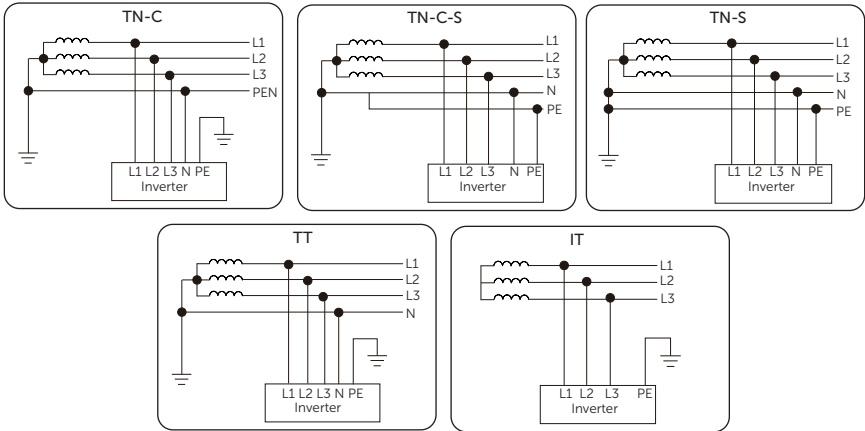 TN-C
L1
L2
L3
PEN
L1 L2 L3 N PE
Inverter
TN-C-S
L1
L2
L3
N
PE
L1 L2 L3 N PE
Inverter
TN-S
L1
L2
L3
N
PE
L1 L2 L3 N PE
Inverter
TT
L1
L2
L3
N
L1 L2 L3 N PE
Inverter
IT
L1
L2
L3
L1 L2 L3 PE
Inverter